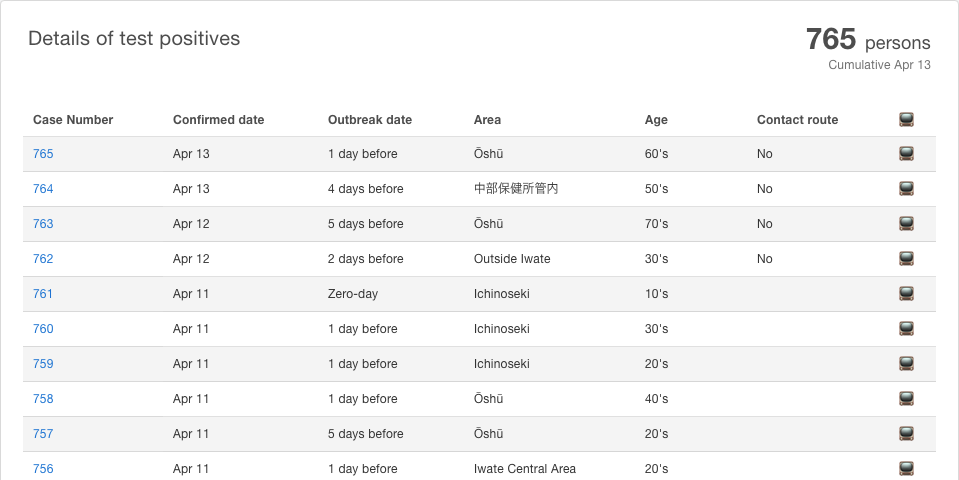 Details of test positives
765 persons
Cumulative Apr 13
Case Number Confirmed date Outbreak date Area Age Contact route
765 Apr 13 1 day before Ōshū 60's No
764 Apr 13 4 days before 中部保健所管内 50's No
763 Apr 12 5 days before Ōshū 70's No
762 Apr 12 2 days before Outside Iwate 30's No
761 Apr 11 Zero-day Ichinoseki 10's
760 Apr 11 1 day before Ichinoseki 30's
759 Apr 11 1 day before Ichinoseki 20's
758 Apr 11 1 day before Ōshū 40's
757 Apr 11 5 days before Ōshū 20's
756 Apr 11 1 day before Iwate Central Area 20's